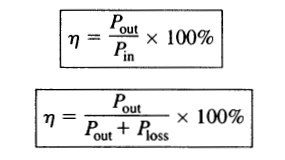 η = P_out / P_in × 100%
η = P_out / (P_out + P_loss) × 100%